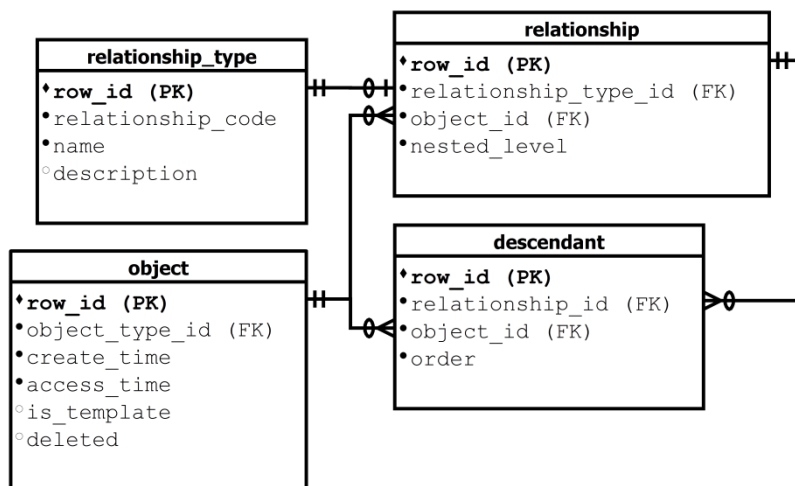 relationship_type
row_id (PK)
relationship_code
name
description
relationship
row_id (PK)
relationship_type_id (FK)
object_id (FK)
nested_level
object
row_id (PK)
object_type_id (FK)
create_time
access_time
is_template
deleted
descendant
row_id (PK)
relationship_id (FK)
object_id (FK)
order